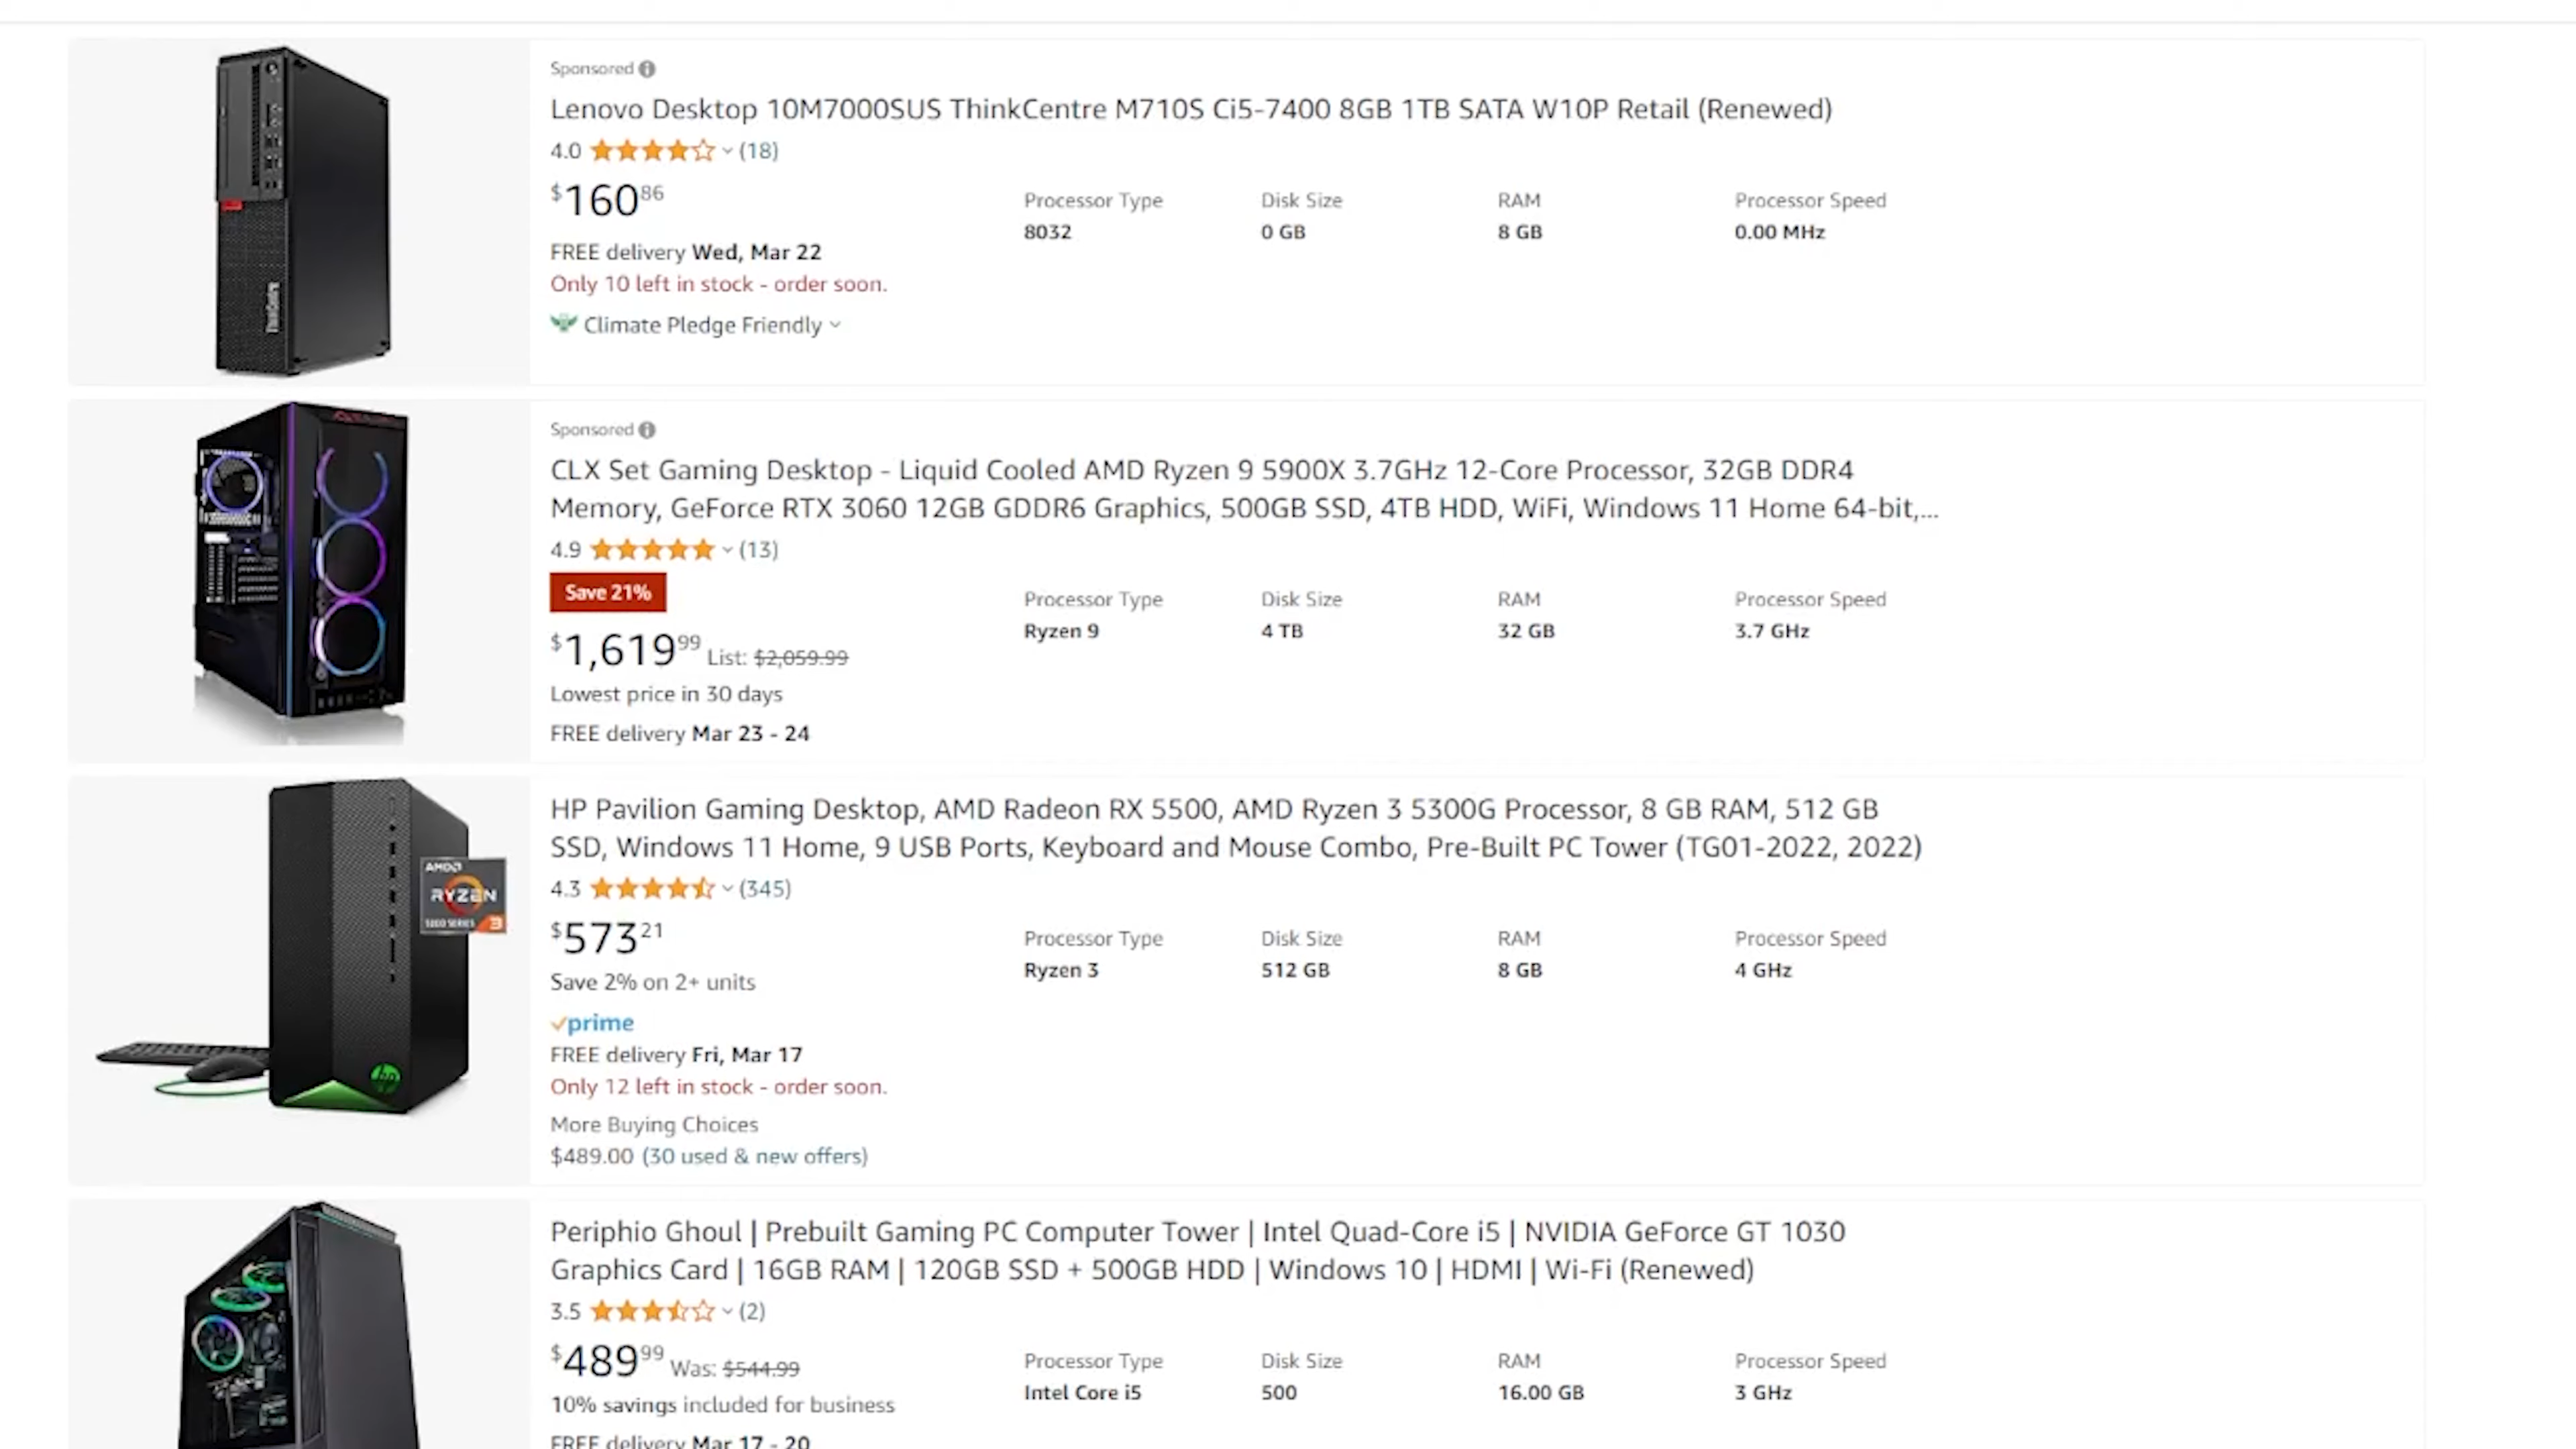 Sponsored
Lenovo Desktop 10M7000SUS ThinkCentre M710S Ci5-7400 8GB 1TB SATA W10P Retail (Renewed)
4.0 (18)
$160.86
Processor Type Disk Size RAM Processor Speed
8032 0 GB 8 GB 0.00 MHz
FREE delivery Wed, Mar 22
Only 10 left in stock - order soon.
Climate Pledge Friendly
ThinkCentre
Sponsored
CLX Set Gaming Desktop - Liquid Cooled AMD Ryzen 9 5900X 3.7GHz 12-Core Processor, 32GB DDR4
Memory, GeForce RTX 3060 12GB GDDR6 Graphics, 500GB SSD, 4TB HDD, WiFi, Windows 11 Home 64-bit,...
4.9 (13)
Save 21%
Processor Type Disk Size RAM Processor Speed
Ryzen 9 4 TB 32 GB 3.7 GHz
$1,619.99 List: $2,059.99
Lowest price in 30 days
FREE delivery Mar 23 - 24
HP Pavilion Gaming Desktop, AMD Radeon RX 5500, AMD Ryzen 3 5300G Processor, 8 GB RAM, 512 GB
SSD, Windows 11 Home, 9 USB Ports, Keyboard and Mouse Combo, Pre-Built PC Tower (TG01-2022, 2022)
AMD
RYZEN
5000 SERIES 3
hp
4.3 (345)
$573.21
Processor Type Disk Size RAM Processor Speed
Ryzen 3 512 GB 8 GB 4 GHz
Save 2% on 2+ units
prime
FREE delivery Fri, Mar 17
Only 12 left in stock - order soon.
More Buying Choices
$489.00 (30 used & new offers)
Periphio Ghoul | Prebuilt Gaming PC Computer Tower | Intel Quad-Core i5 | NVIDIA GeForce GT 1030
Graphics Card | 16GB RAM | 120GB SSD + 500GB HDD | Windows 10 | HDMI | Wi-Fi (Renewed)
3.5 (2)
$489.99 Was: $544.99
Processor Type Disk Size RAM Processor Speed
Intel Core i5 500 16.00 GB 3 GHz
10% savings included for business
FREE delivery Mar 17 - 20